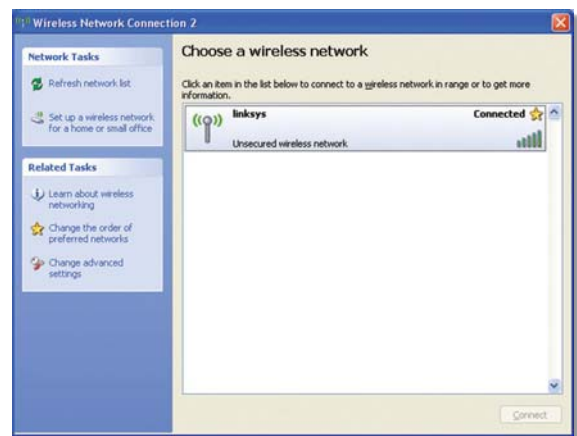 Wireless Network Connection 2
Network Tasks
Refresh network list
Set up a wireless network
for a home or small office
Related Tasks
Learn about wireless
networking
Change the order of
preferred networks
Change advanced
settings
Choose a wireless network
Click an item in the list below to connect to a wireless network in range or to get more
information.
linksys
Connected
Unsecured wireless network
Connect